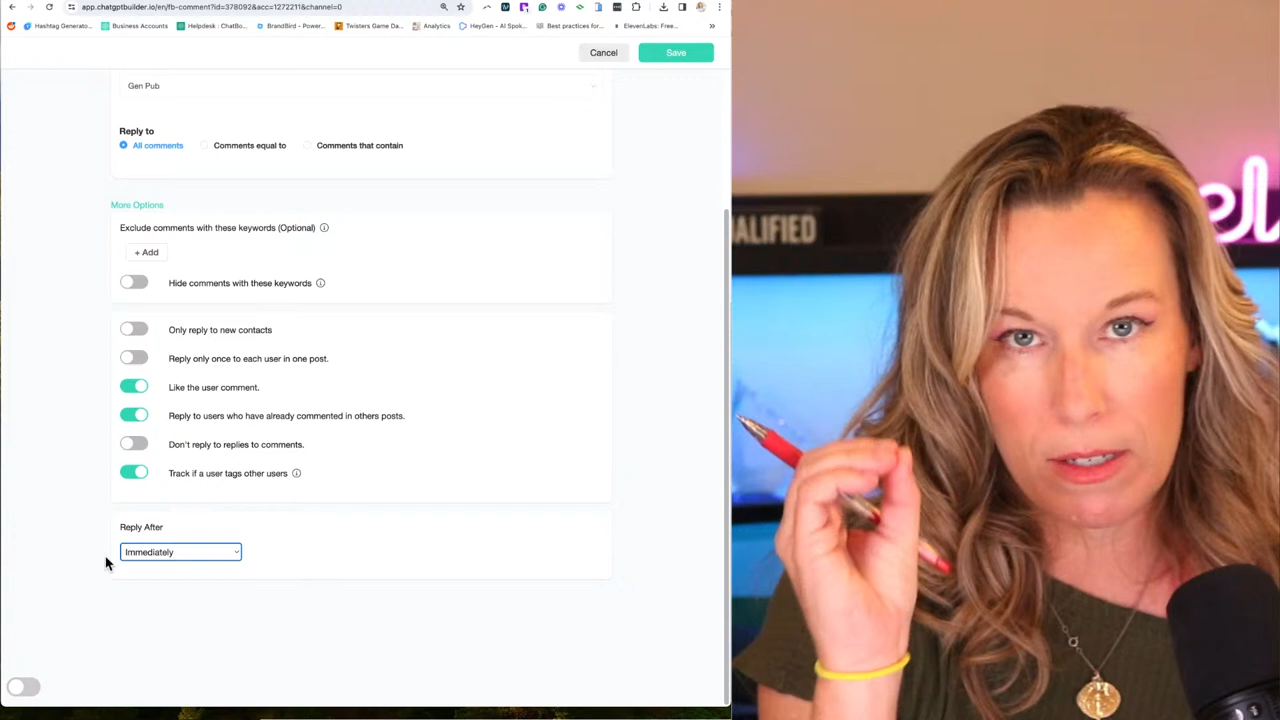 app.chatgptbuilder.io/en/fb-comment?id=378092&acc=1272211&channel=0
Hashtag Generato...
Business Accounts
Helpdesk : ChatBo...
BrandBird – Power...
Twisters Game Da...
Analytics
HeyGen - AI Spok...
Best practices for...
ElevenLabs: Free...
Cancel
Save
Gen Pub
Reply to
All comments
Comments equal to
Comments that contain
More Options
Exclude comments with these keywords (Optional)
+ Add
Hide comments with these keywords
Only reply to new contacts
Reply only once to each user in one post.
Like the user comment.
Reply to users who have already commented in others posts.
Don't reply to replies to comments.
Track if a user tags other users
Reply After
Immediately
ALIFIED
el